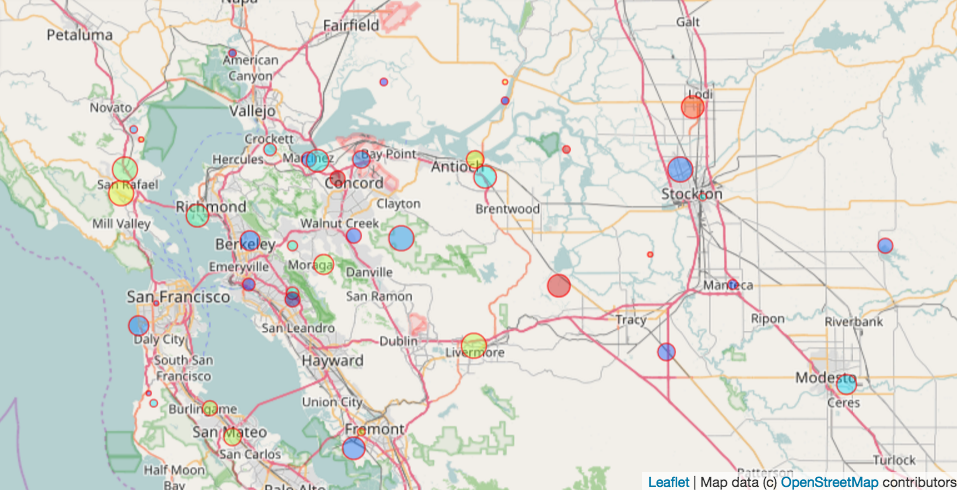 Napa
Galt
Petaluma
Fairfield
American
Canyon
Lodi
Novato
Vallejo
Crockett
Hercules
Martinez
Bay Point
Antioch
Concord
San Rafael
Stockton
Clayton
Richmond
Brentwood
Mill Valley
Walnut Creek
Berkeley
Emeryville
Moraga
Danville
Manteca
San Francisco
San Ramon
Tracy
Ripon
Riverbank
San Leandro
Daly City
Dublin
Livermore
South San
Francisco
Hayward
Modesto
Union City
Ceres
Burlingame
San Mateo
Fremont
San Carlos
Turlock
Half Moon
Bay
Patterson
Palo Alto
Leaflet | Map data (c) OpenStreetMap contributors